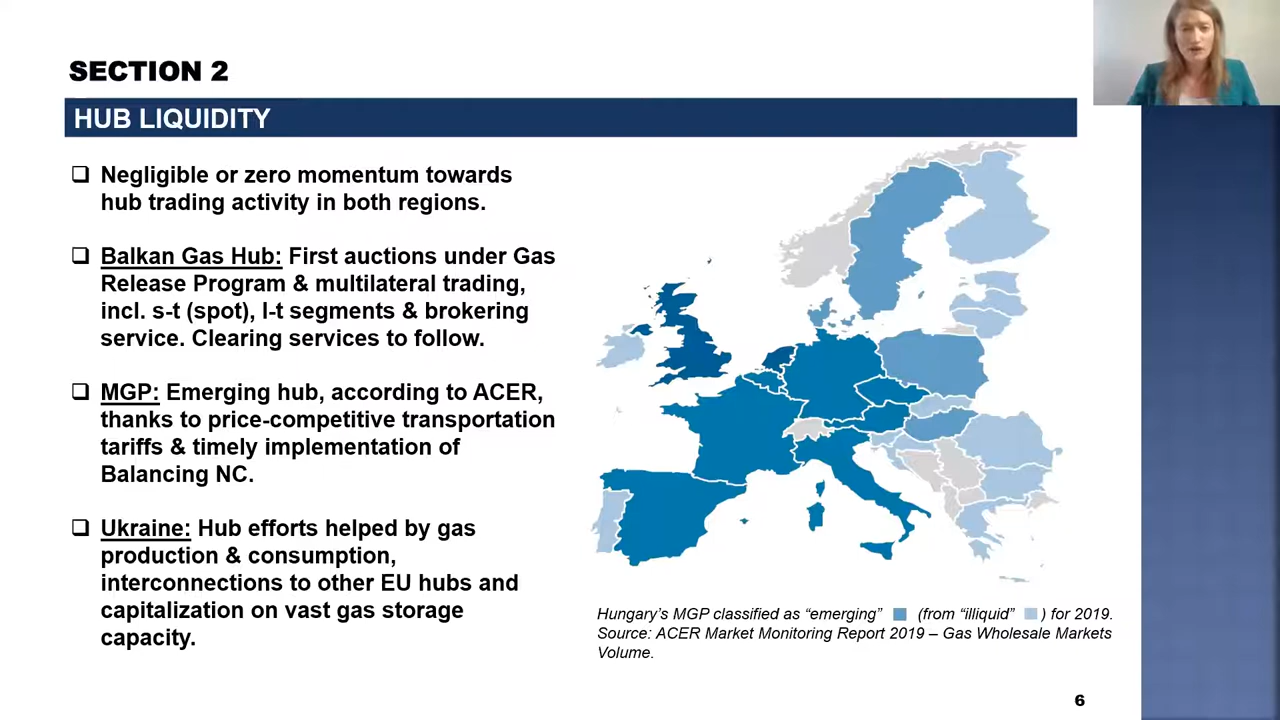 SECTION 2
HUB LIQUIDITY
❑ Negligible or zero momentum towards
hub trading activity in both regions.
❑ Balkan Gas Hub: First auctions under Gas
Release Program & multilateral trading,
incl. s-t (spot), l-t segments & brokering
service. Clearing services to follow.
❑ MGP: Emerging hub, according to ACER,
thanks to price-competitive transportation
tariffs & timely implementation of
Balancing NC.
❑ Ukraine: Hub efforts helped by gas
production & consumption,
interconnections to other EU hubs and
capitalization on vast gas storage
capacity.
Hungary’s MGP classified as “emerging” (from “illiquid” ) for 2019.
Source: ACER Market Monitoring Report 2019 – Gas Wholesale Markets
Volume.
6